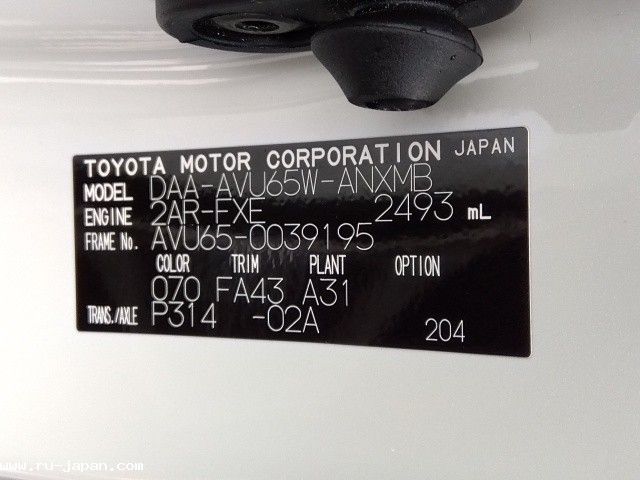 TOYOTA MOTOR CORPORATION JAPAN
MODEL DAA-AVU65W-ANXMB
ENGINE 2AR-FXE 2493 mL
FRAME No. AVU65-0039195
COLOR TRIM PLANT OPTION
070 FA43 A31
TRANS./AXLE P314 -02A 204
www.ru-japan.com